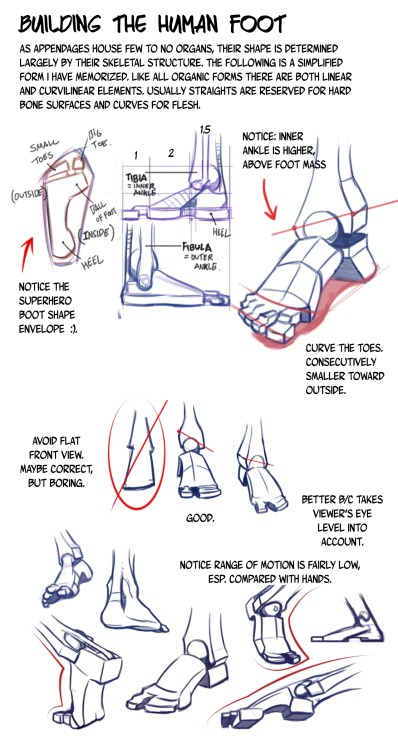 BUILDING THE HUMAN FOOT
AS APPENDAGES HOUSE FEW TO NO ORGANS, THEIR SHAPE IS DETERMINED
LARGELY BY THEIR SKELETAL STRUCTURE. THE FOLLOWING IS A SIMPLIFIED
FORM I HAVE MEMORIZED. LIKE ALL ORGANIC FORMS THERE ARE BOTH LINEAR
AND CURVILINEAR ELEMENTS. USUALLY STRAIGHTS ARE RESERVED FOR HARD
BONE SURFACES AND CURVES FOR FLESH.
SMALL
TOES
BIG
TOE.
(OUTSIDE)
BALL
OF FOOT
(INSIDE)
HEEL
NOTICE THE
SUPERHERO
BOOT SHAPE
ENVELOPE :).
1
2
1.5
TIBIA
= INNER
ANKLE.
HEEL
FIBULA
= OUTER
ANKLE.
NOTICE: INNER
ANKLE IS HIGHER,
ABOVE FOOT MASS
CURVE THE TOES.
CONSECUTIVELY
SMALLER TOWARD
OUTSIDE.
AVOID FLAT
FRONT VIEW.
MAYBE CORRECT,
BUT BORING.
GOOD.
BETTER B/C TAKES
VIEWER'S EYE
LEVEL INTO
ACCOUNT.
NOTICE RANGE OF MOTION IS FAIRLY LOW,
ESP. COMPARED WITH HANDS.